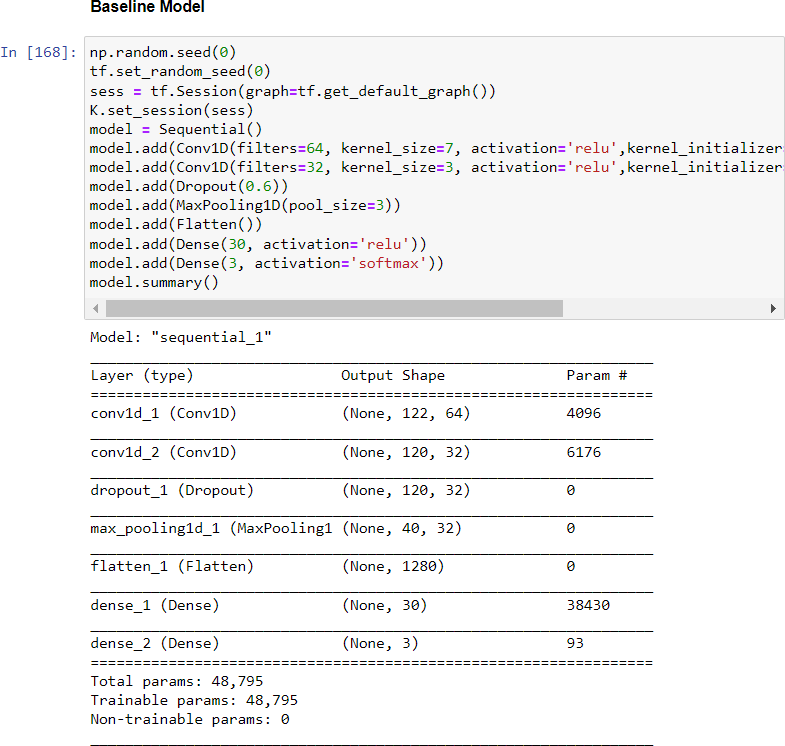 Baseline Model
In [168]: np.random.seed(0)
tf.set_random_seed(0)
sess = tf.Session(graph=tf.get_default_graph())
K.set_session(sess)
model = Sequential()
model.add(Conv1D(filters=64, kernel_size=7, activation='relu',kernel_initializer
model.add(Conv1D(filters=32, kernel_size=3, activation='relu',kernel_initializer
model.add(Dropout(0.6))
model.add(MaxPooling1D(pool_size=3))
model.add(Flatten())
model.add(Dense(30, activation='relu'))
model.add(Dense(3, activation='softmax'))
model.summary()
Model: "sequential_1"
_________________________________________________________________
Layer (type)                 Output Shape              Param #
=================================================================
conv1d_1 (Conv1D)            (None, 122, 64)           4096
_________________________________________________________________
conv1d_2 (Conv1D)            (None, 120, 32)           6176
_________________________________________________________________
dropout_1 (Dropout)          (None, 120, 32)           0
_________________________________________________________________
max_pooling1d_1 (MaxPooling1 (None, 40, 32)            0
_________________________________________________________________
flatten_1 (Flatten)          (None, 1280)              0
_________________________________________________________________
dense_1 (Dense)              (None, 30)                38430
_________________________________________________________________
dense_2 (Dense)              (None, 3)                 93
=================================================================
Total params: 48,795
Trainable params: 48,795
Non-trainable params: 0
_________________________________________________________________